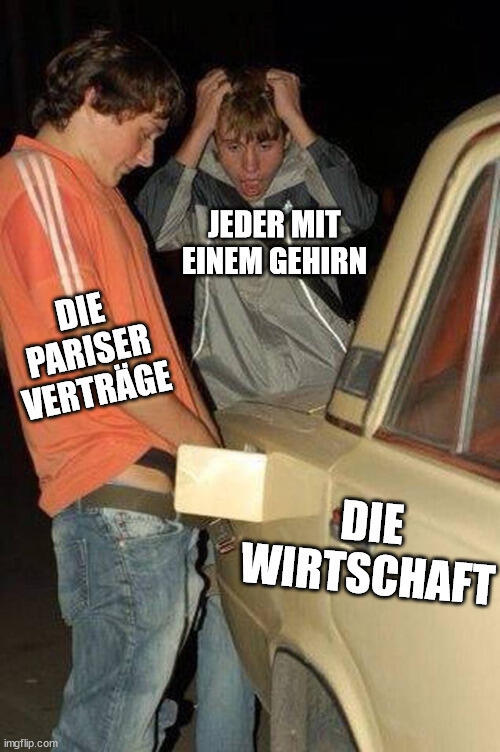 JEDER MIT
EINEM GEHIRN
DIE
PARISER
VERTRÄGE
DIE
WIRTSCHAFT
imgflip.com